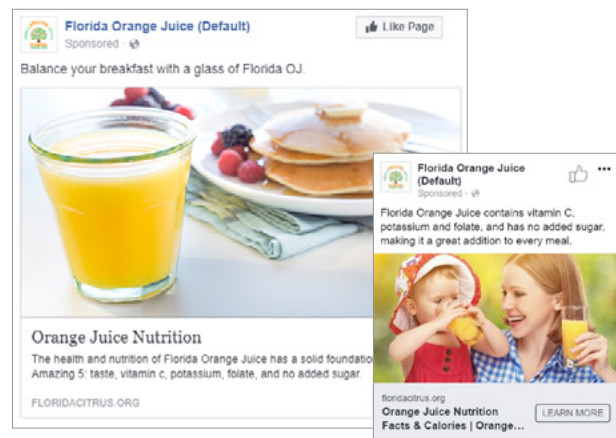 Florida Orange Juice (Default)
Sponsored ·
Like Page
Balance your breakfast with a glass of Florida OJ.
Orange Juice Nutrition
The health and nutrition of Florida Orange Juice has a solid foundatio
Amazing 5: taste, vitamin c, potassium, folate, and no added sugar.
FLORIDACITRUS.ORG
Florida Orange Juice
(Default)
Sponsored ·
Florida Orange Juice contains vitamin C,
potassium and folate, and has no added sugar,
making it a great addition to every meal.
floridacitrus.org
Orange Juice Nutrition
Facts & Calories | Orange...
LEARN MORE